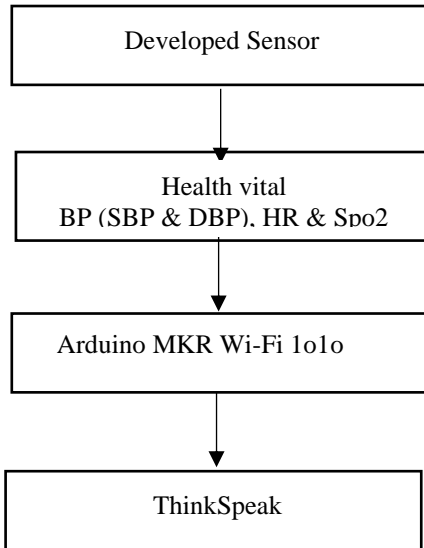 Developed Sensor
Health vital
BP (SBP & DBP), HR & Spo2
Arduino MKR Wi-Fi 1o1o
ThinkSpeak